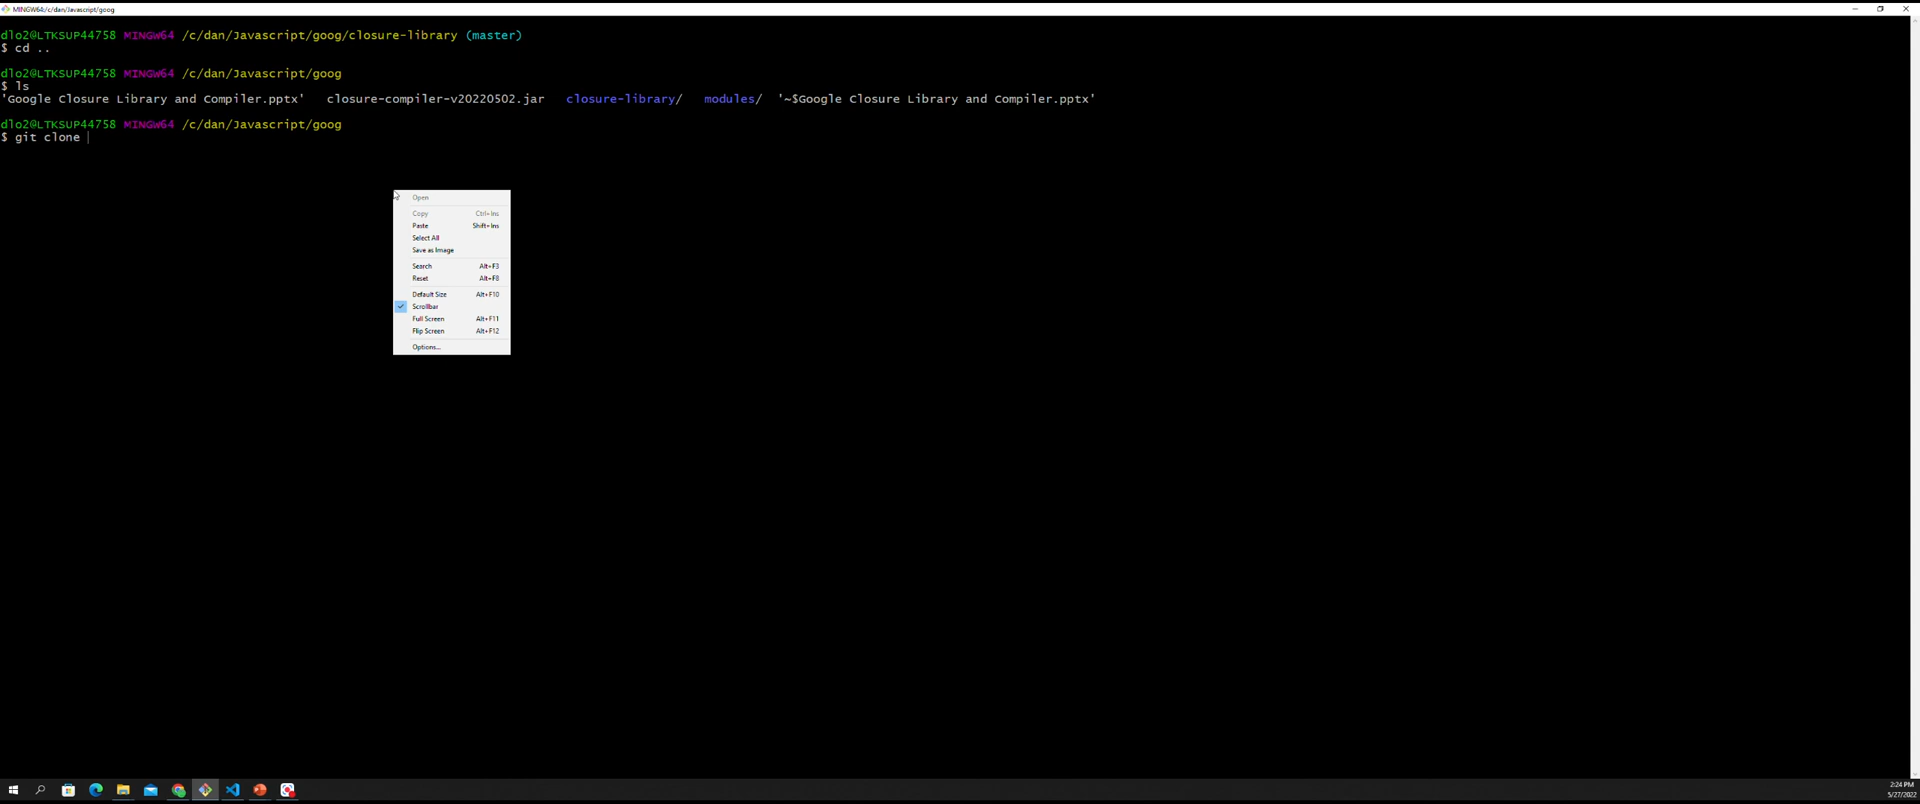 MINGW64:/c/dan/Javascript/goog
dlo2@LTKSUP44758 MINGW64 /c/dan/Javascript/goog/closure-library (master)
$ cd ..
dlo2@LTKSUP44758 MINGW64 /c/dan/Javascript/goog
$ ls
'Google Closure Library and Compiler.pptx' closure-compiler-v20220502.jar closure-library/ modules/ '~$Google Closure Library and Compiler.pptx'
dlo2@LTKSUP44758 MINGW64 /c/dan/Javascript/goog
$ git clone
Open
Copy Ctrl+Ins
Paste Shift+Ins
Select All
Save as Image
Search Alt+F3
Reset Alt+F8
Default Size Alt+F10
Scrollbar
Full Screen Alt+F11
Flip Screen Alt+F12
Options...
2:24 PM
5/27/2022